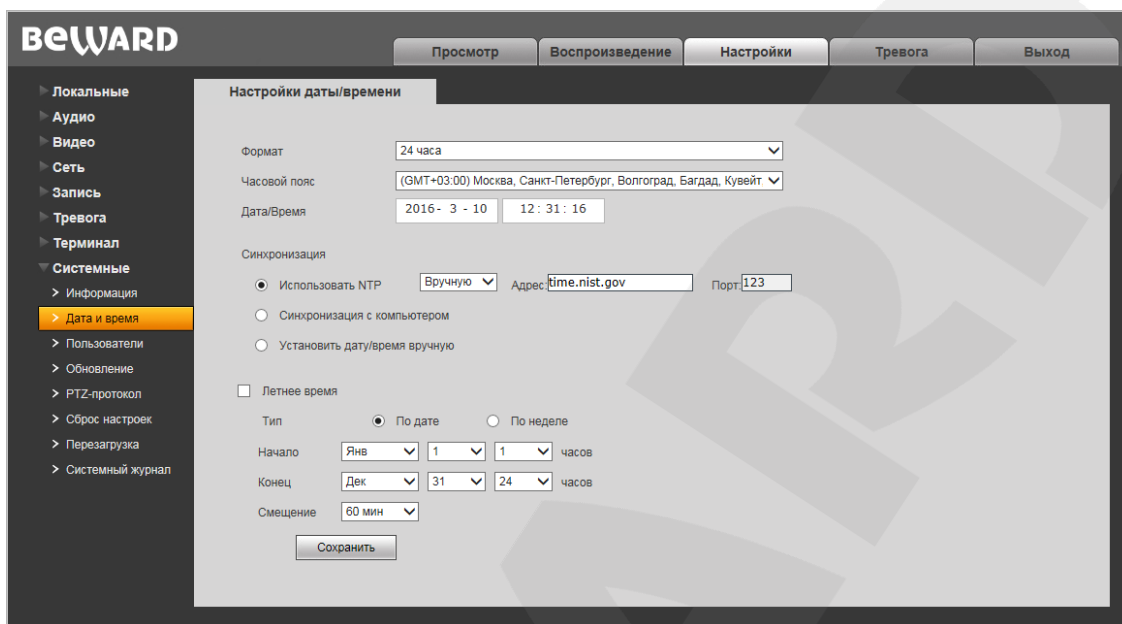 BEWARD
Просмотр Воспроизведение Настройки Тревога Выход
Локальные
Аудио
Видео
Сеть
Запись
Тревога
Терминал
Системные
> Информация
> Дата и время
> Пользователи
> Обновление
> PTZ-протокол
> Сброс настроек
> Перезагрузка
> Системный журнал
Настройки даты/времени
Формат 24 часа
Часовой пояс (GMT+03:00) Москва, Санкт-Петербург, Волгоград, Багдад, Кувейт,
Дата/Время 2016- 3 - 10 12: 31: 16
Синхронизация
Использовать NTP Вручную Адрес: time.nist.gov Порт: 123
Синхронизация с компьютером
Установить дату/время вручную
Летнее время
Тип По дате По неделе
Начало Янв 1 1 часов
Конец Дек 31 24 часов
Смещение 60 мин
Сохранить